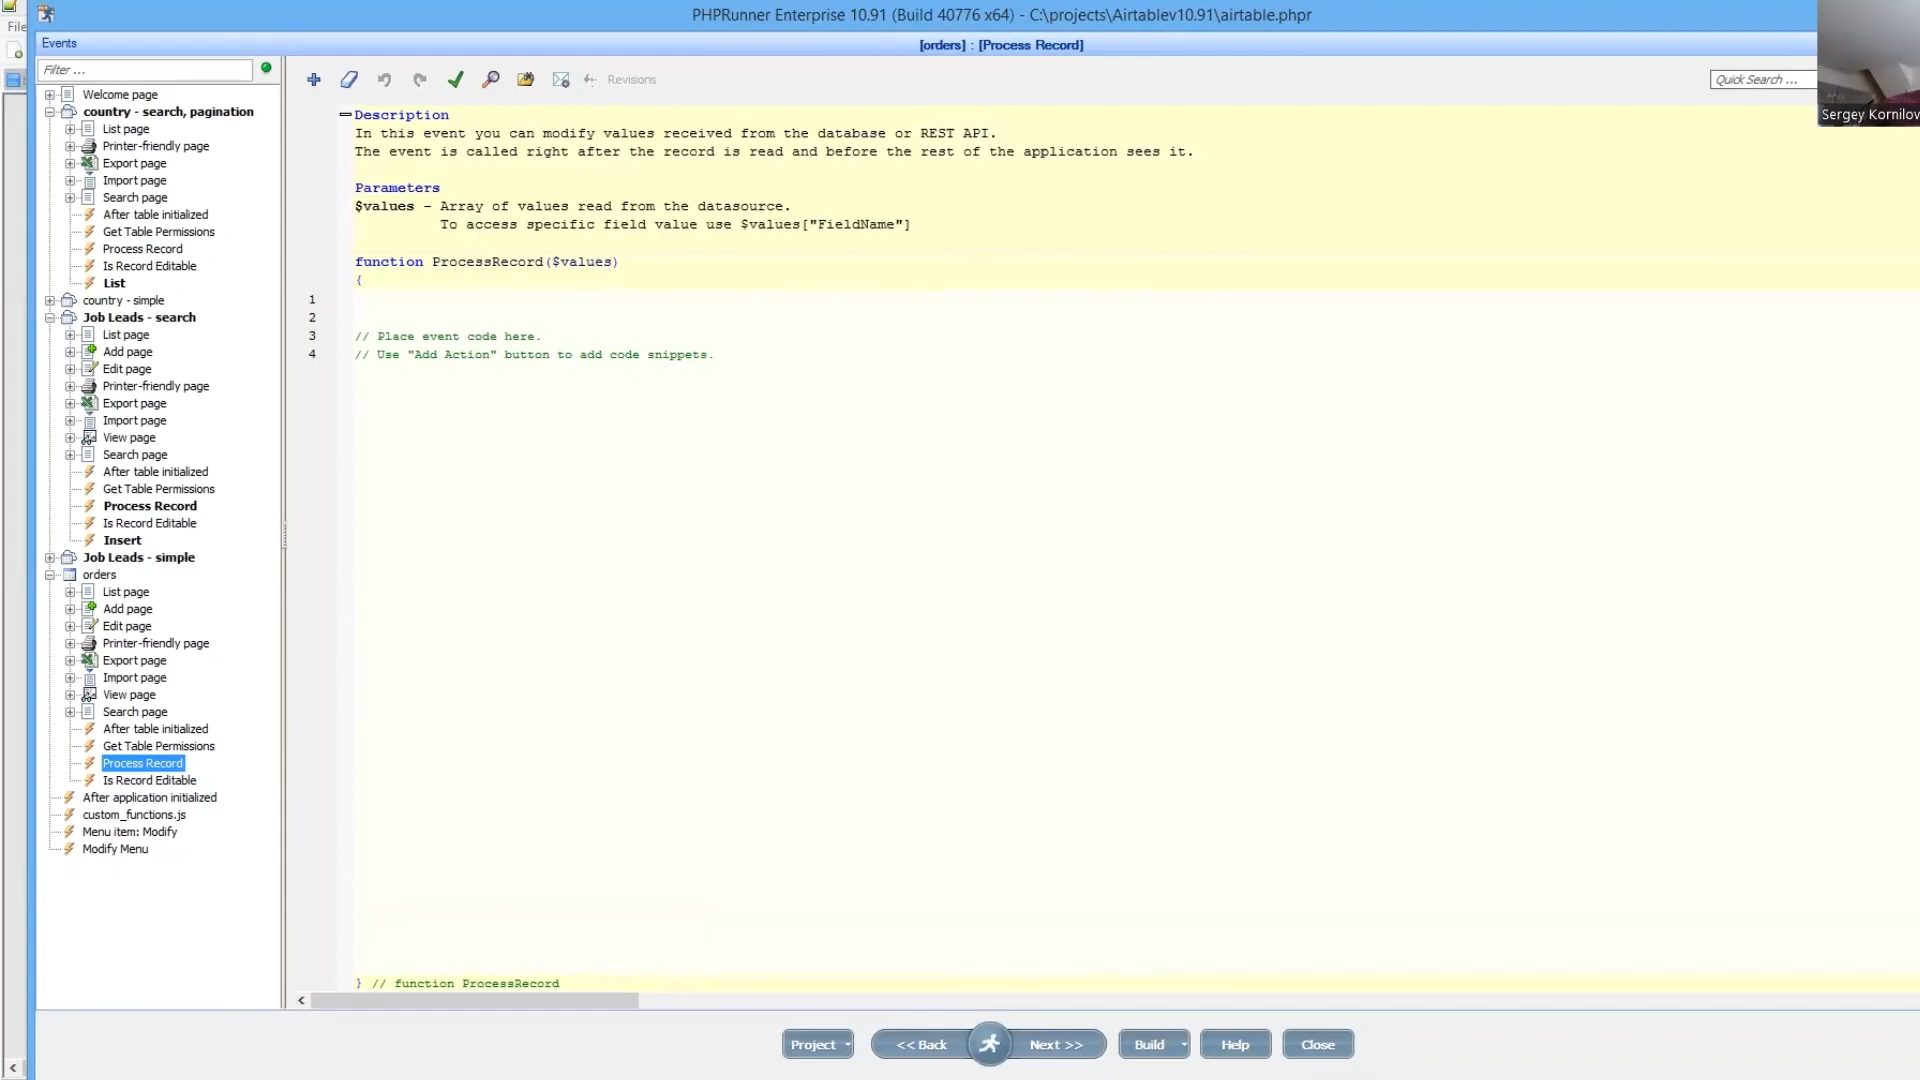 PHPRunner Enterprise 10.91 (Build 40776 x64) - C:\projects\Airtablev10.91\airtable.phpr
File
Events
[orders] : [Process Record]
Filter ...
Revisions
Quick Search ...
Sergey Kornilov
Welcome page
country - search, pagination
List page
Printer-friendly page
Export page
Import page
Search page
After table initialized
Get Table Permissions
Process Record
Is Record Editable
List
country - simple
Job Leads - search
List page
Add page
Edit page
Printer-friendly page
Export page
Import page
View page
Search page
After table initialized
Get Table Permissions
Process Record
Is Record Editable
Insert
Job Leads - simple
orders
List page
Add page
Edit page
Printer-friendly page
Export page
Import page
View page
Search page
After table initialized
Get Table Permissions
Process Record
Is Record Editable
After application initialized
custom_functions.js
Menu item: Modify
Modify Menu
Description
In this event you can modify values received from the database or REST API.
The event is called right after the record is read and before the rest of the application sees it.
Parameters
$values - Array of values read from the datasource.
To access specific field value use $values["FieldName"]
function ProcessRecord($values)
{
1
2
3 // Place event code here.
4 // Use "Add Action" button to add code snippets.
} // function ProcessRecord
Project
<< Back
Next >>
Build
Help
Close